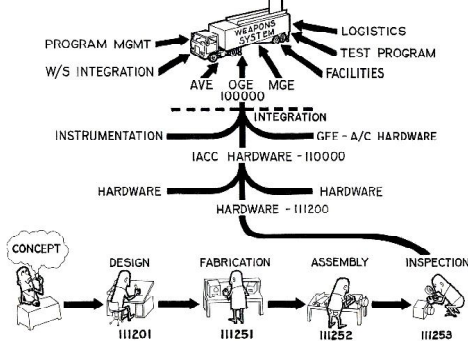 WEAPONS
SYSTEM
LOGISTICS
PROGRAM MGMT
TEST PROGRAM
W/S INTEGRATION
FACILITIES
AVE OGE MGE
100000
INTEGRATION
INSTRUMENTATION
GFE - A/C HARDWARE
IACC HARDWARE - 110000
HARDWARE
HARDWARE
HARDWARE - 111200
CONCEPT
DESIGN
FABRICATION
ASSEMBLY
INSPECTION
111201
111251
111252
111253